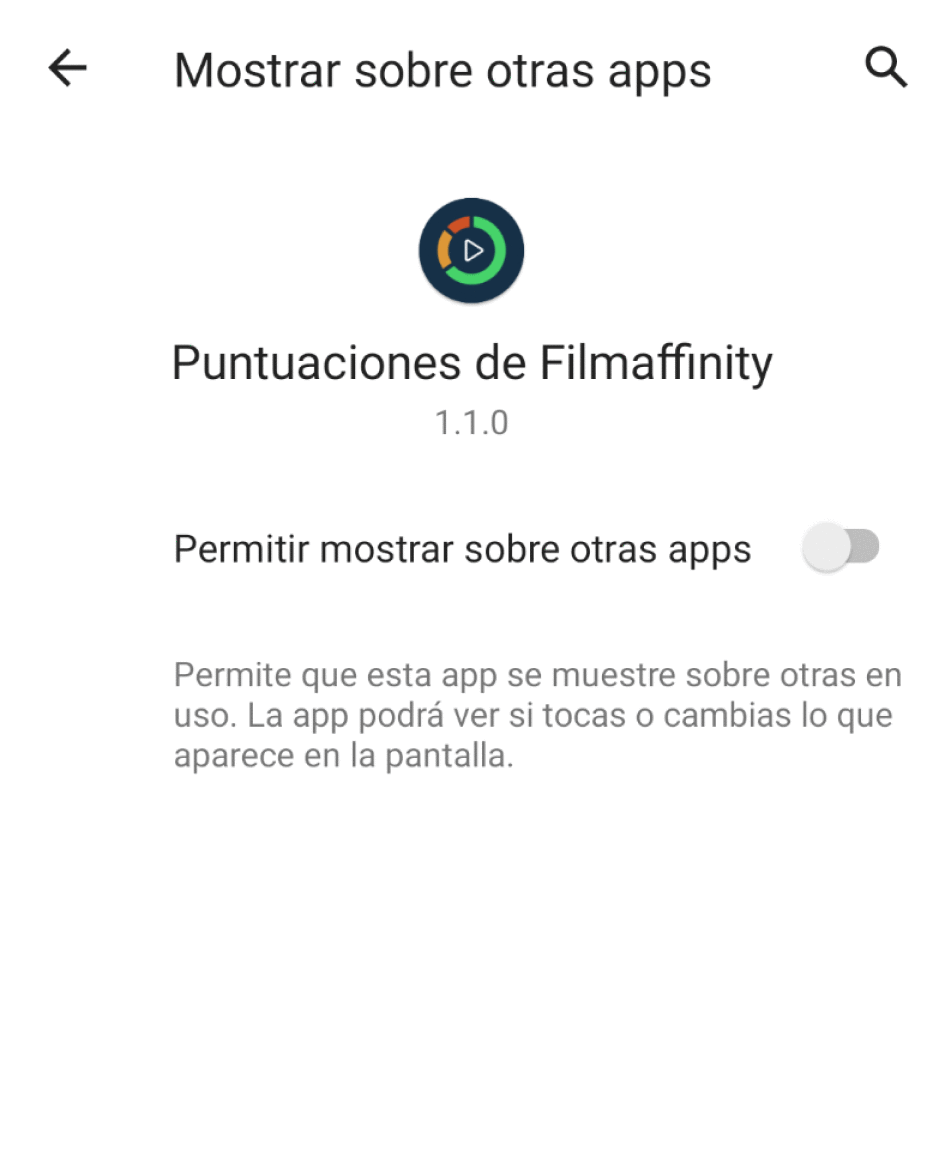 Mostrar sobre otras apps
Puntuaciones de Filmaffinity
1.1.0
Permitir mostrar sobre otras apps
Permite que esta app se muestre sobre otras en
uso. La app podrá ver si tocas o cambias lo que
aparece en la pantalla.